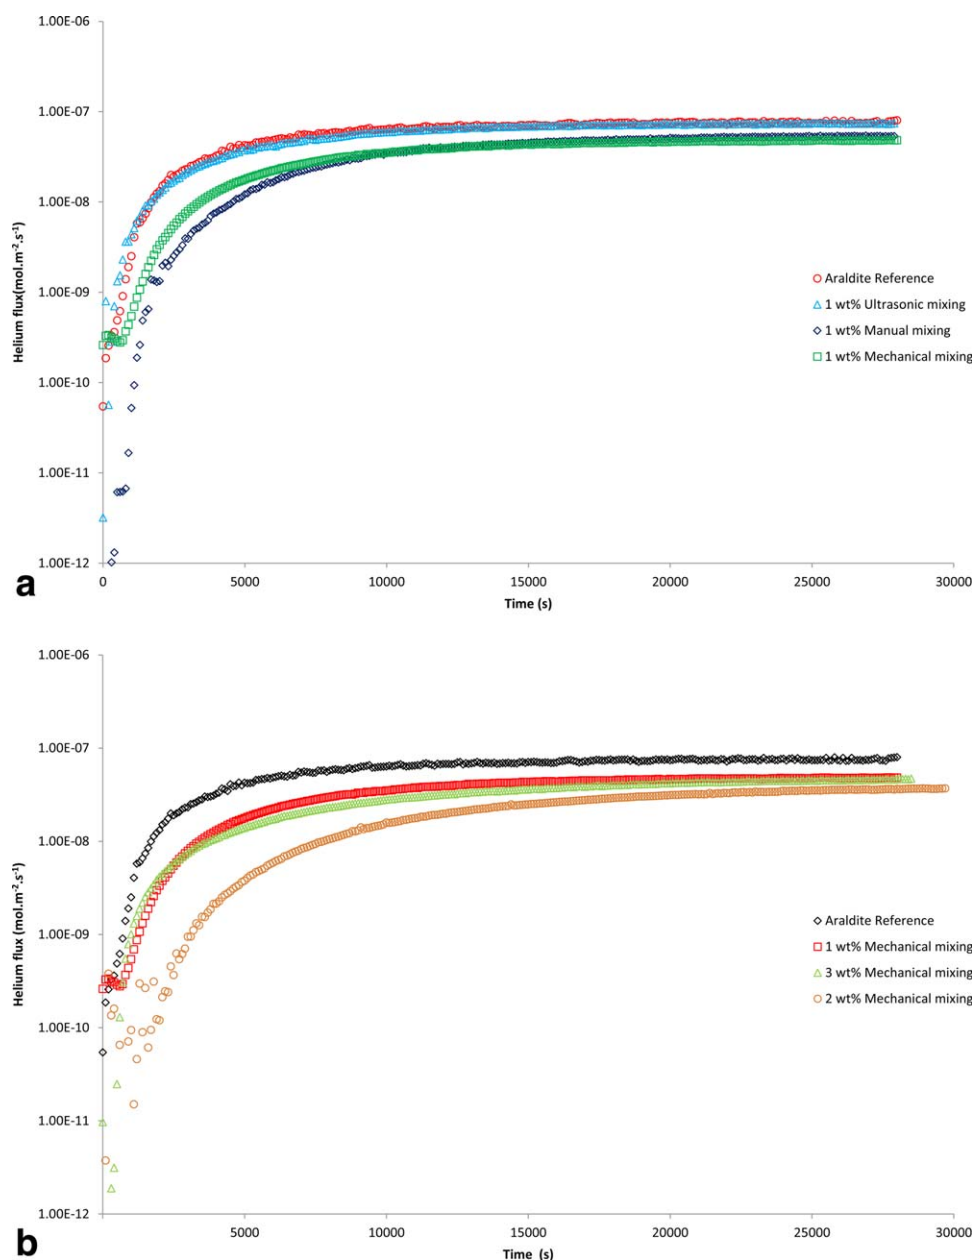 1.00E-06
1.00E-07
1.00E-08
1.00E-09
1.00E-10
1.00E-11
1.00E-12
Helium flux(mol.m⁻².s⁻¹)
Araldite Reference
1 wt% Ultrasonic mixing
1 wt% Manual mixing
1 wt% Mechanical mixing
0 5000 10000 15000 20000 25000 30000
Time (s)
a
1.00E-06
1.00E-07
1.00E-08
1.00E-09
1.00E-10
1.00E-11
1.00E-12
Helium flux (mol.m⁻².s⁻¹)
Araldite Reference
1 wt% Mechanical mixing
3 wt% Mechanical mixing
2 wt% Mechanical mixing
0 5000 10000 15000 20000 25000 30000
Time (s)
b